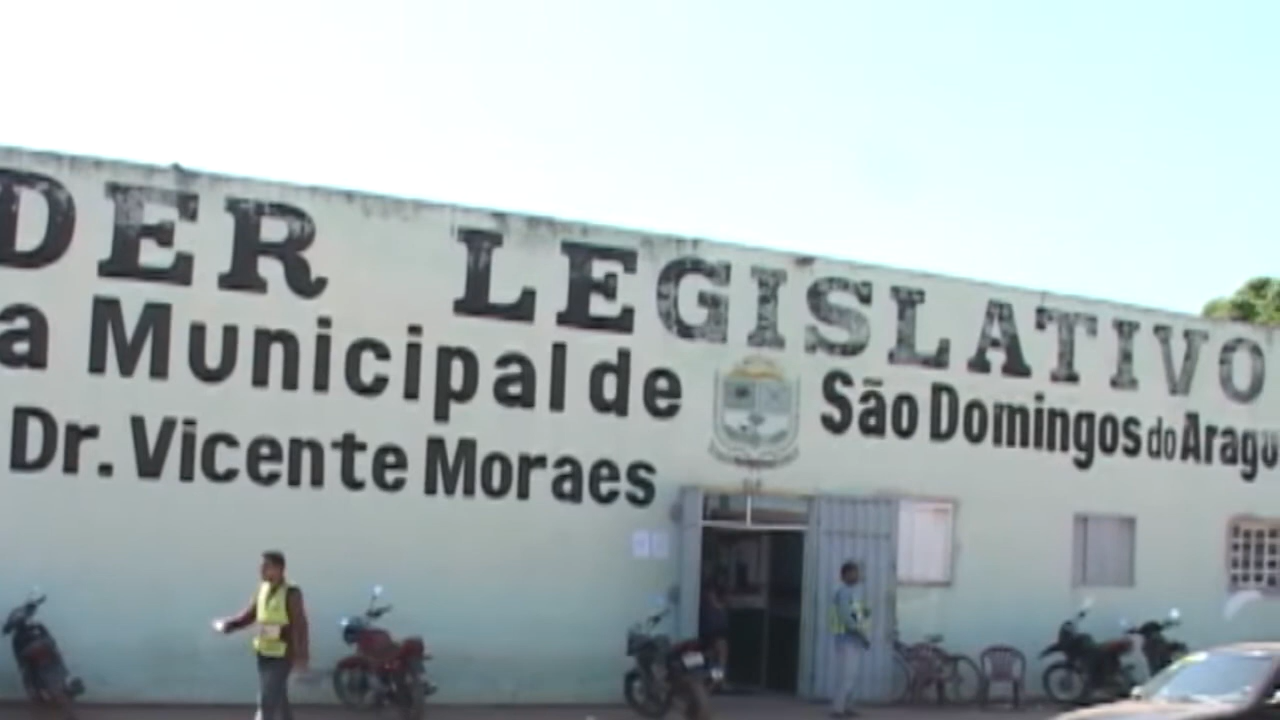 DER LEGISLATIVO
a Municipal de São Domingos do Aragu
Dr. Vicente Moraes